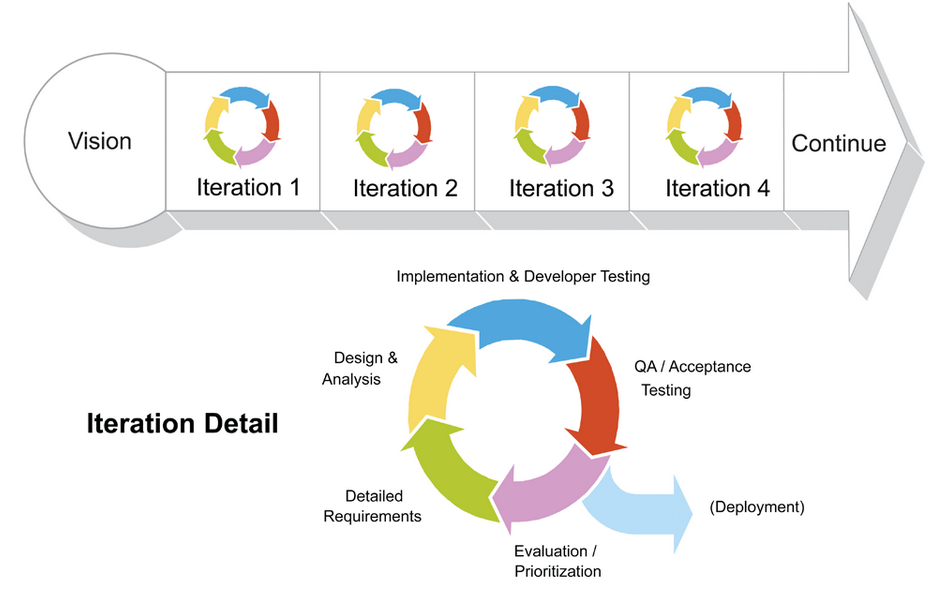 Vision
Iteration 1
Iteration 2
Iteration 3
Iteration 4
Continue
Implementation & Developer Testing
Design &
Analysis
QA / Acceptance
Testing
Iteration Detail
Detailed
Requirements
(Deployment)
Evaluation /
Prioritization